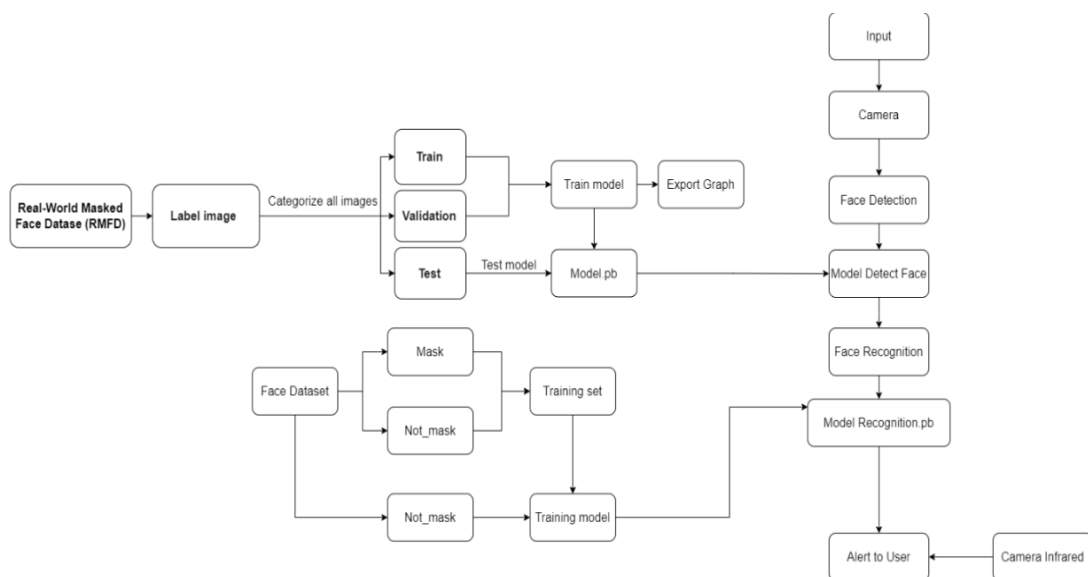 Input
Camera
Train
Train model
Export Graph
Real-World Masked
Face Datase (RMFD)
Label image
Categorize all images
Validation
Face Detection
Test
Test model
Model.pb
Model Detect Face
Mask
Face Recognition
Face Dataset
Training set
Not_mask
Model Recognition.pb
Not_mask
Training model
Alert to User
Camera Infrared